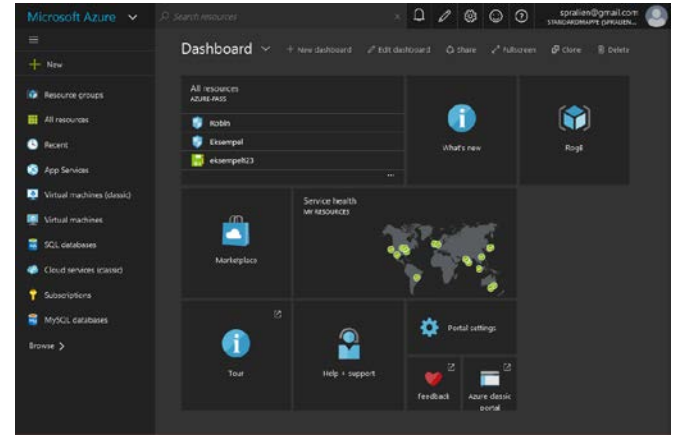 Microsoft Azure
Search resources
spralien@gmail.com
New
Resource groups
All resources
Recent
App Services
Virtual machines (classic)
Virtual machines
SQL databases
Cloud services (classic)
Subscriptions
MySQL databases
Browse
Dashboard
New dashboard
Edit dashboard
Share
Fullscreen
Clone
Delete
All resources
AZURE-PASS
Robin
Eksempel
eksempelt23
What's new
Marketplace
Service health
MY RESOURCES
Tour
Help + support
Portal settings
Feedback
Azure classic
portal